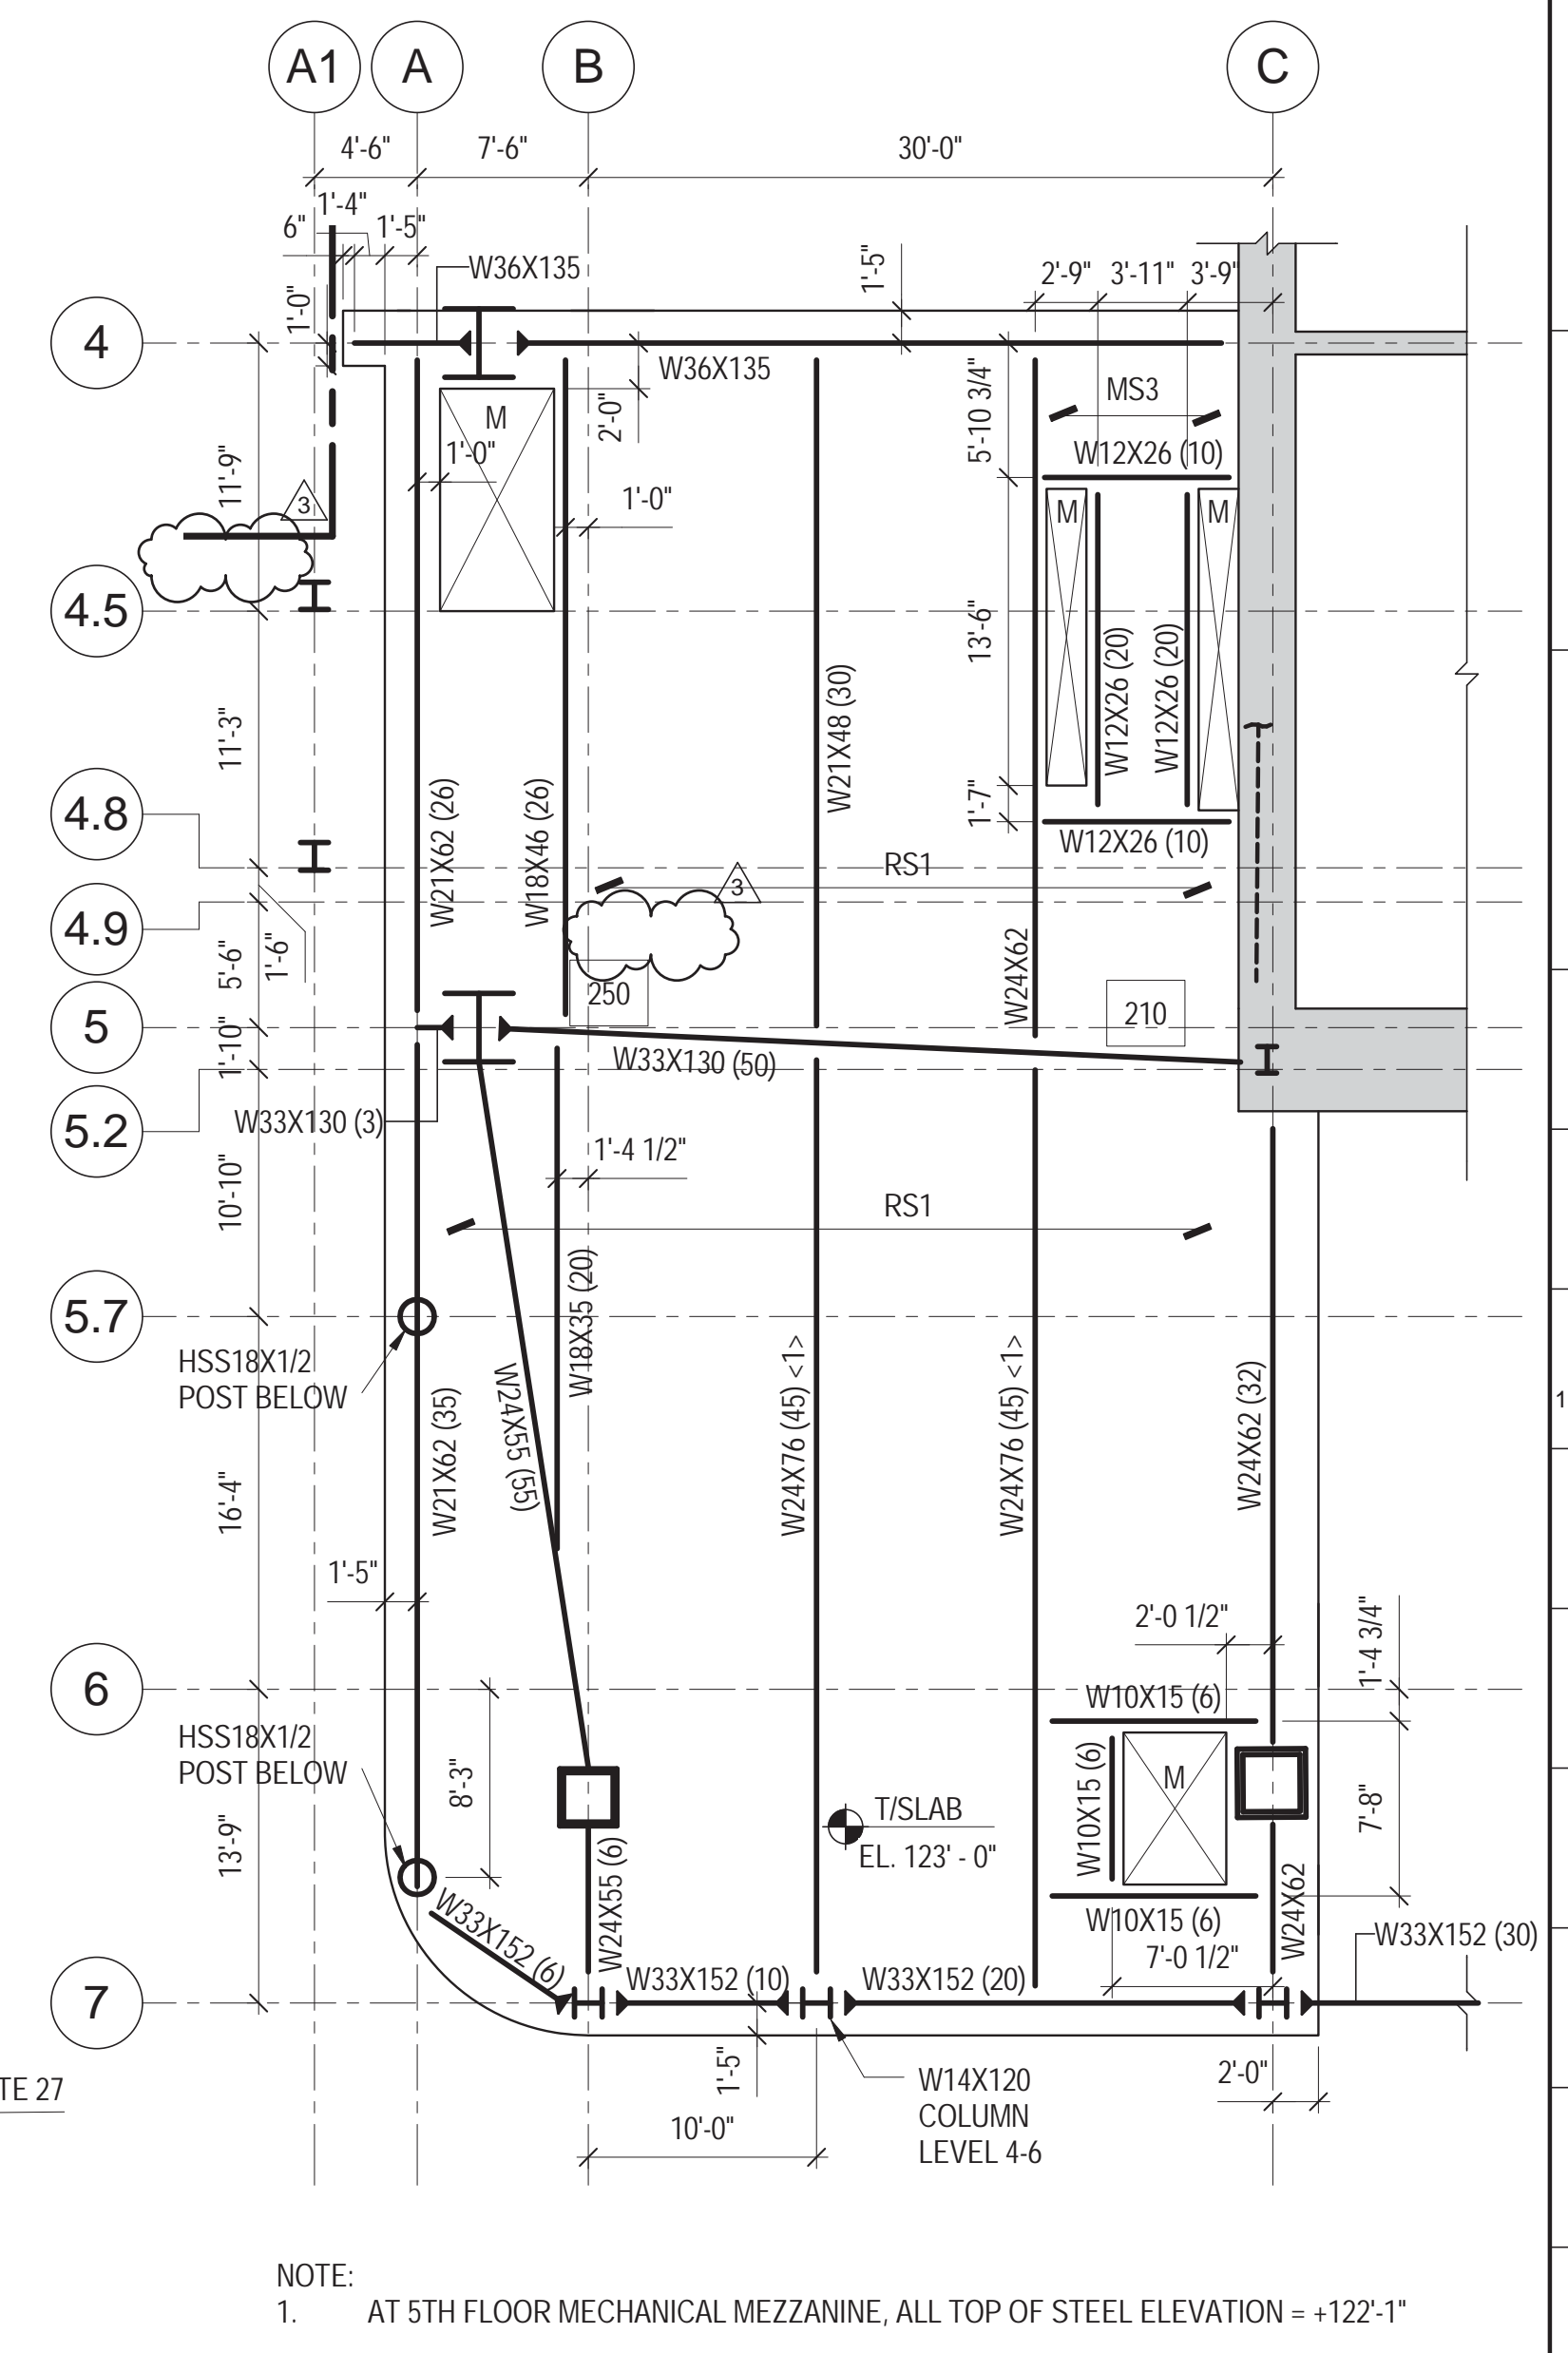 A1 A B C
4'-6" 7'-6" 30'-0"
1'-4"
6" 1'-5"
W36X135
1'-5"
2'-9" 3'-11" 3'-9"
1'-0"
4
W36X135
MS3
5'-10 3/4"
M
2'-0"
1'-0"
W12X26 (10)
11'-9"
3
1'-0"
M M
4.5
13'-6"
W12X26 (20)
W12X26 (20)
W21X48 (30)
11'-3"
4.8
W21X62 (26)
W18X46 (26)
1'-7"
W12X26 (10)
RS1
3
4.9
5'-6"
1'-6"
W24X62
250
210
5
1'-10"
W33X130 (50)
5.2
W33X130 (3)
1'-4 1/2"
10'-10"
RS1
5.7
W18X35 (20)
HSS18X1/2
POST BELOW
W21X62 (35)
W24X55 (55)
W24X76 (45) <1>
W24X76 (45) <1>
W24X62 (32)
1
16'-4"
1'-5"
2'-0 1/2"
1'-4 3/4"
6
W10X15 (6)
HSS18X1/2
POST BELOW
8'-3"
W10X15 (6)
M
7'-8"
T/SLAB
EL. 123' - 0"
13'-9"
W24X55 (6)
W24X62
W33X152 (6)
W10X15 (6)
W33X152 (30)
7'-0 1/2"
7
W33X152 (10)
W33X152 (20)
1'-5"
2'-0"
TE 27
W14X120
COLUMN
LEVEL 4-6
10'-0"
NOTE:
1. AT 5TH FLOOR MECHANICAL MEZZANINE, ALL TOP OF STEEL ELEVATION = +122'-1"